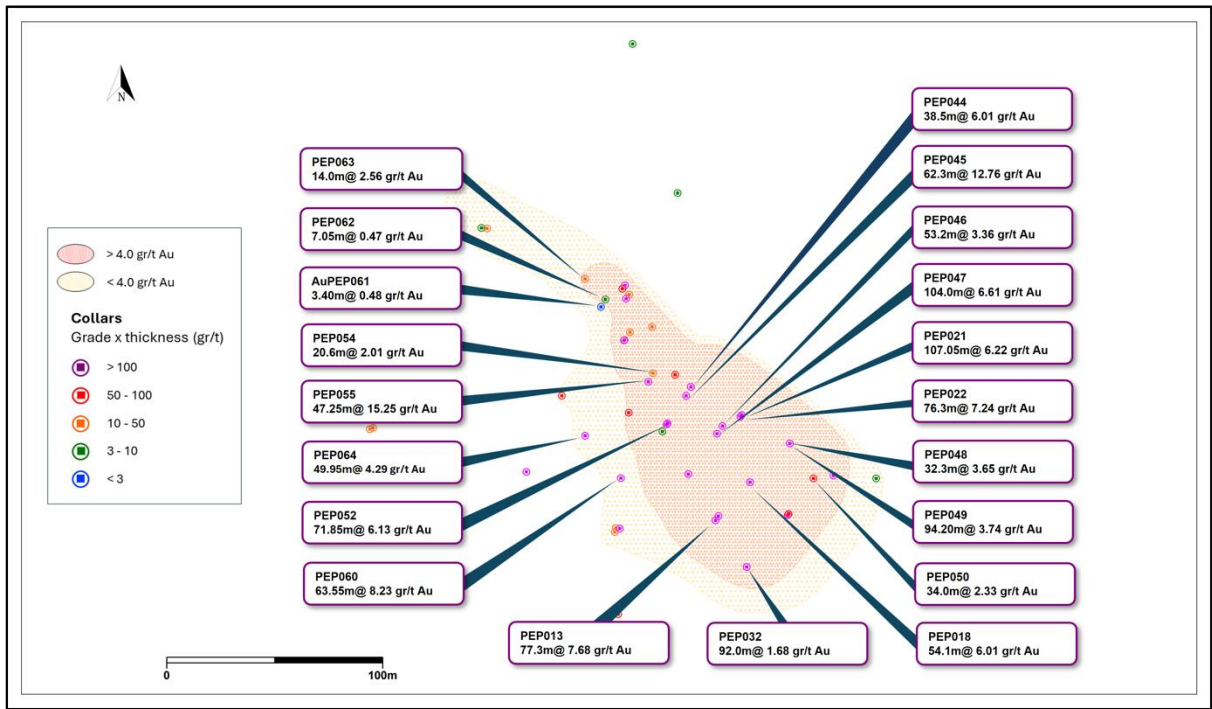 N
PEP063
14.0m@ 2.56 gr/t Au
PEP062
7.05m@ 0.47 gr/t Au
AuPEP061
3.40m@ 0.48 gr/t Au
PEP054
20.6m@ 2.01 gr/t Au
PEP055
47.25m@ 15.25 gr/t Au
PEP064
49.95m@ 4.29 gr/t Au
PEP052
71.85m@ 6.13 gr/t Au
PEP060
63.55m@ 8.23 gr/t Au
PEP013
77.3m@ 7.68 gr/t Au
PEP032
92.0m@ 1.68 gr/t Au
PEP044
38.5m@ 6.01 gr/t Au
PEP045
62.3m@ 12.76 gr/t Au
PEP046
53.2m@ 3.36 gr/t Au
PEP047
104.0m@ 6.61 gr/t Au
PEP021
107.05m@ 6.22 gr/t Au
PEP022
76.3m@ 7.24 gr/t Au
PEP048
32.3m@ 3.65 gr/t Au
PEP049
94.20m@ 3.74 gr/t Au
PEP050
34.0m@ 2.33 gr/t Au
PEP018
54.1m@ 6.01 gr/t Au
> 4.0 gr/t Au
< 4.0 gr/t Au
Collars
Grade x thickness (gr/t)
> 100
50 - 100
10 - 50
3 - 10
< 3
0
100m